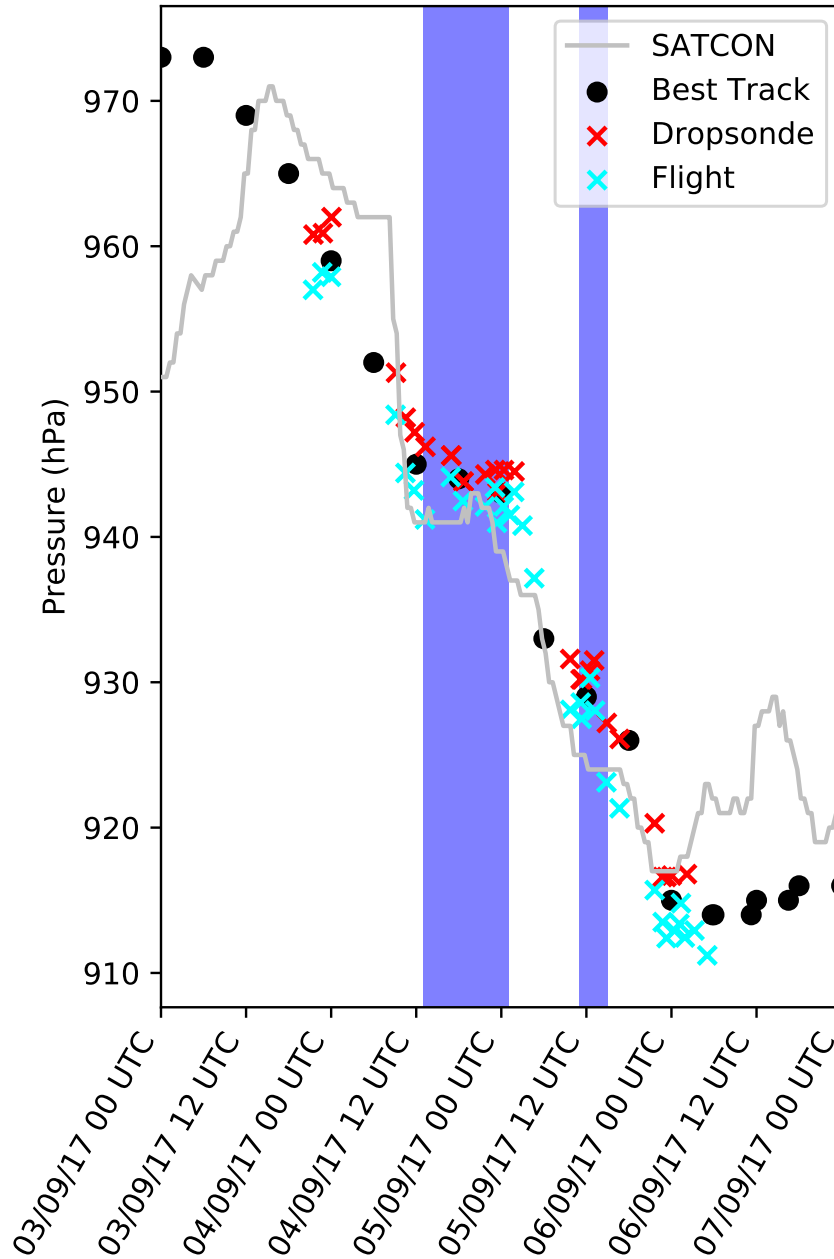 SATCON
Best Track
Dropsonde
Flight
Pressure (hPa)
970
960
950
940
930
920
910
03/09/17 00 UTC
03/09/17 12 UTC
04/09/17 00 UTC
04/09/17 12 UTC
05/09/17 00 UTC
05/09/17 12 UTC
06/09/17 00 UTC
06/09/17 12 UTC
07/09/17 00 UTC